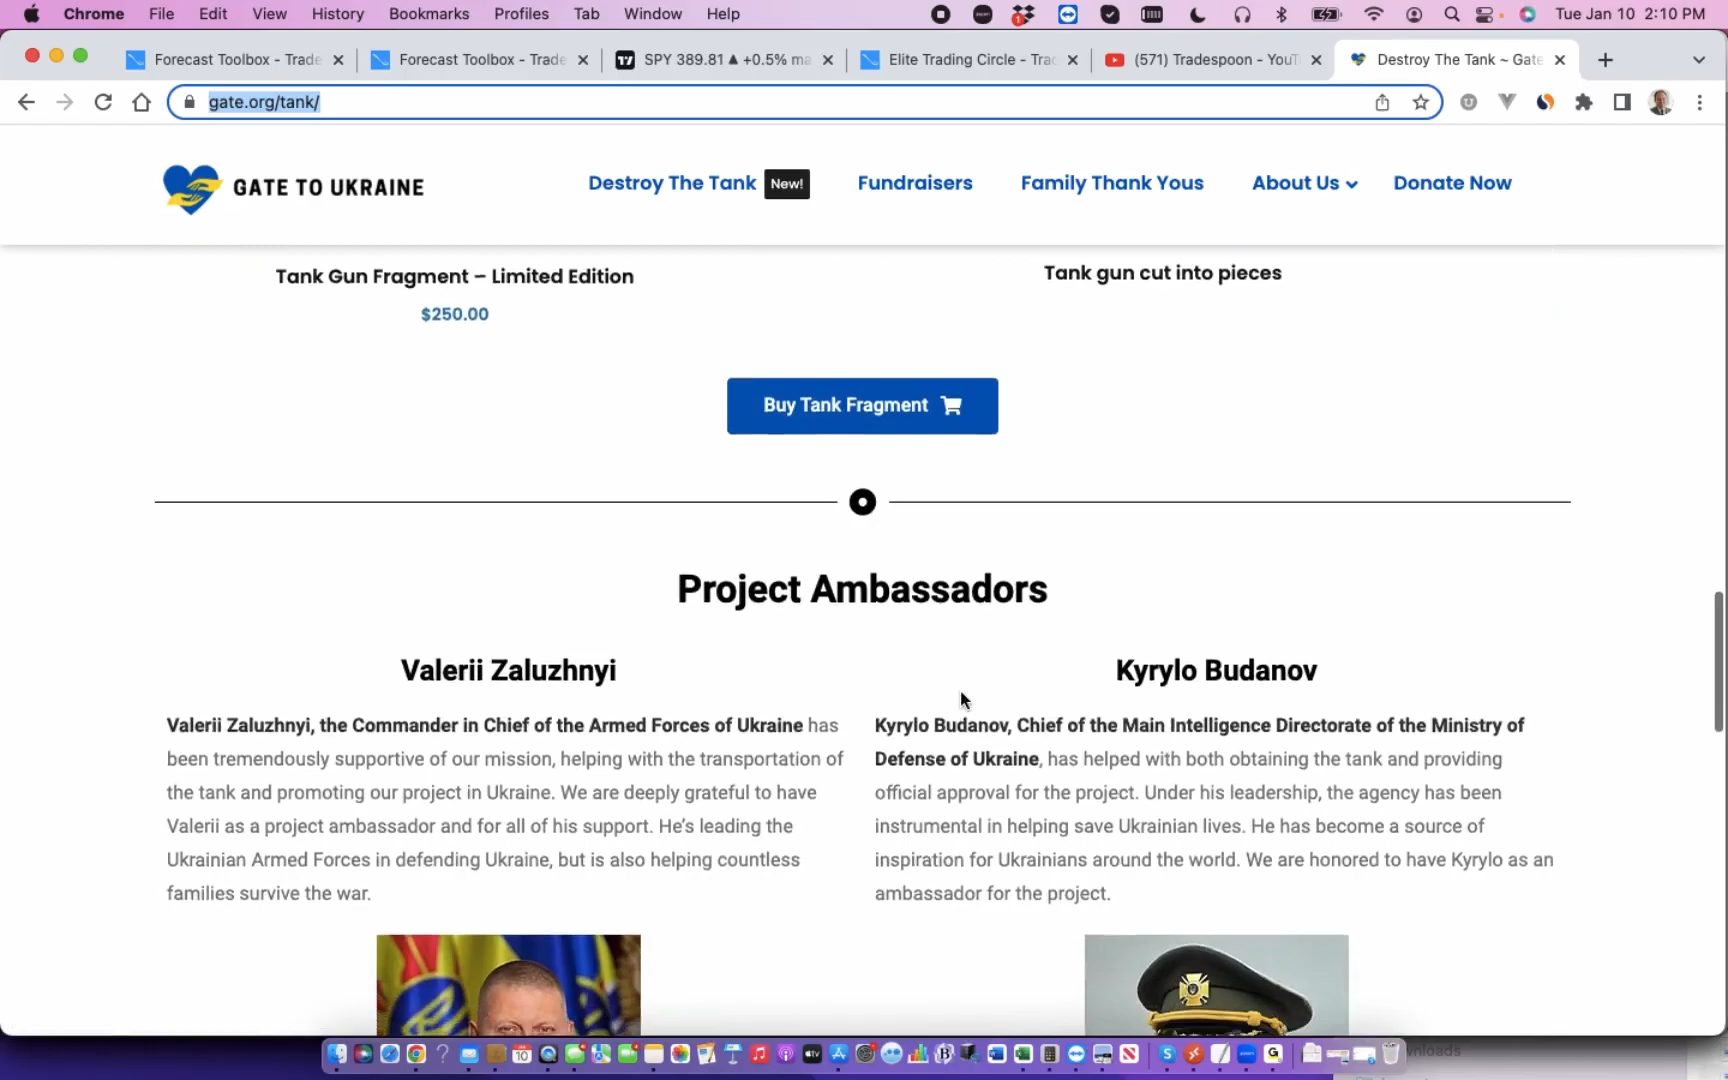 Chrome File Edit View History Bookmarks Profiles Tab Window Help Tue Jan 10 2:10 PM
Forecast Toolbox - Trade Forecast Toolbox - Trade SPY 389.81 ▲ +0.5% ma Elite Trading Circle - Tra (571) Tradespoon - YouT Destroy The Tank ~ Gate
gate.org/tank/
GATE TO UKRAINE Destroy The Tank New! Fundraisers Family Thank Yous About Us Donate Now
Tank Gun Fragment – Limited Edition
$250.00
Tank gun cut into pieces
Buy Tank Fragment
Project Ambassadors
Valerii Zaluzhnyi
Valerii Zaluzhnyi, the Commander in Chief of the Armed Forces of Ukraine has
been tremendously supportive of our mission, helping with the transportation of
the tank and promoting our project in Ukraine. We are deeply grateful to have
Valerii as a project ambassador and for all of his support. He’s leading the
Ukrainian Armed Forces in defending Ukraine, but is also helping countless
families survive the war.
Kyrylo Budanov
Kyrylo Budanov, Chief of the Main Intelligence Directorate of the Ministry of
Defense of Ukraine, has helped with both obtaining the tank and providing
official approval for the project. Under his leadership, the agency has been
instrumental in helping save Ukrainian lives. He has become a source of
inspiration for Ukrainians around the world. We are honored to have Kyrylo as an
ambassador for the project.